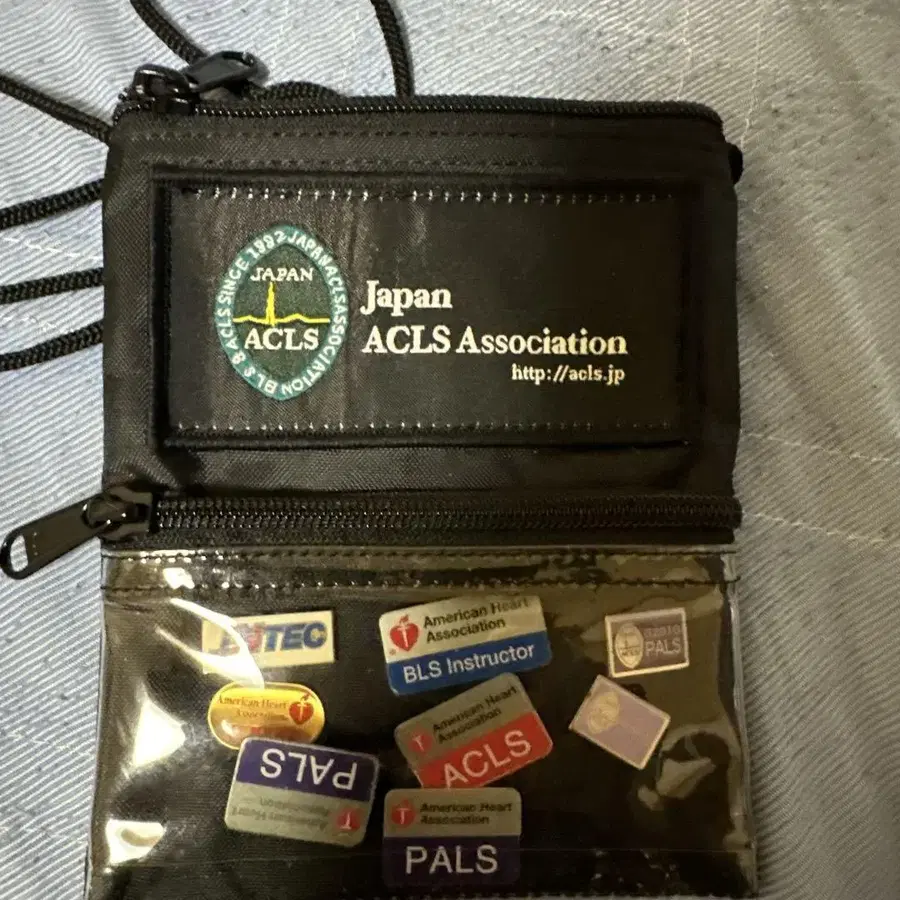 BLS & ACLS SINCE 1992 JAPAN ACLS ASSOCIATION
JAPAN
ACLS
Japan
ACLS Association
http://acls.jp
American Heart
Association
BLS Instructor
PALS
American Heart
Association
American Heart
Association
ACLS
PALS
American Heart
Association
American Heart
Association
PALS